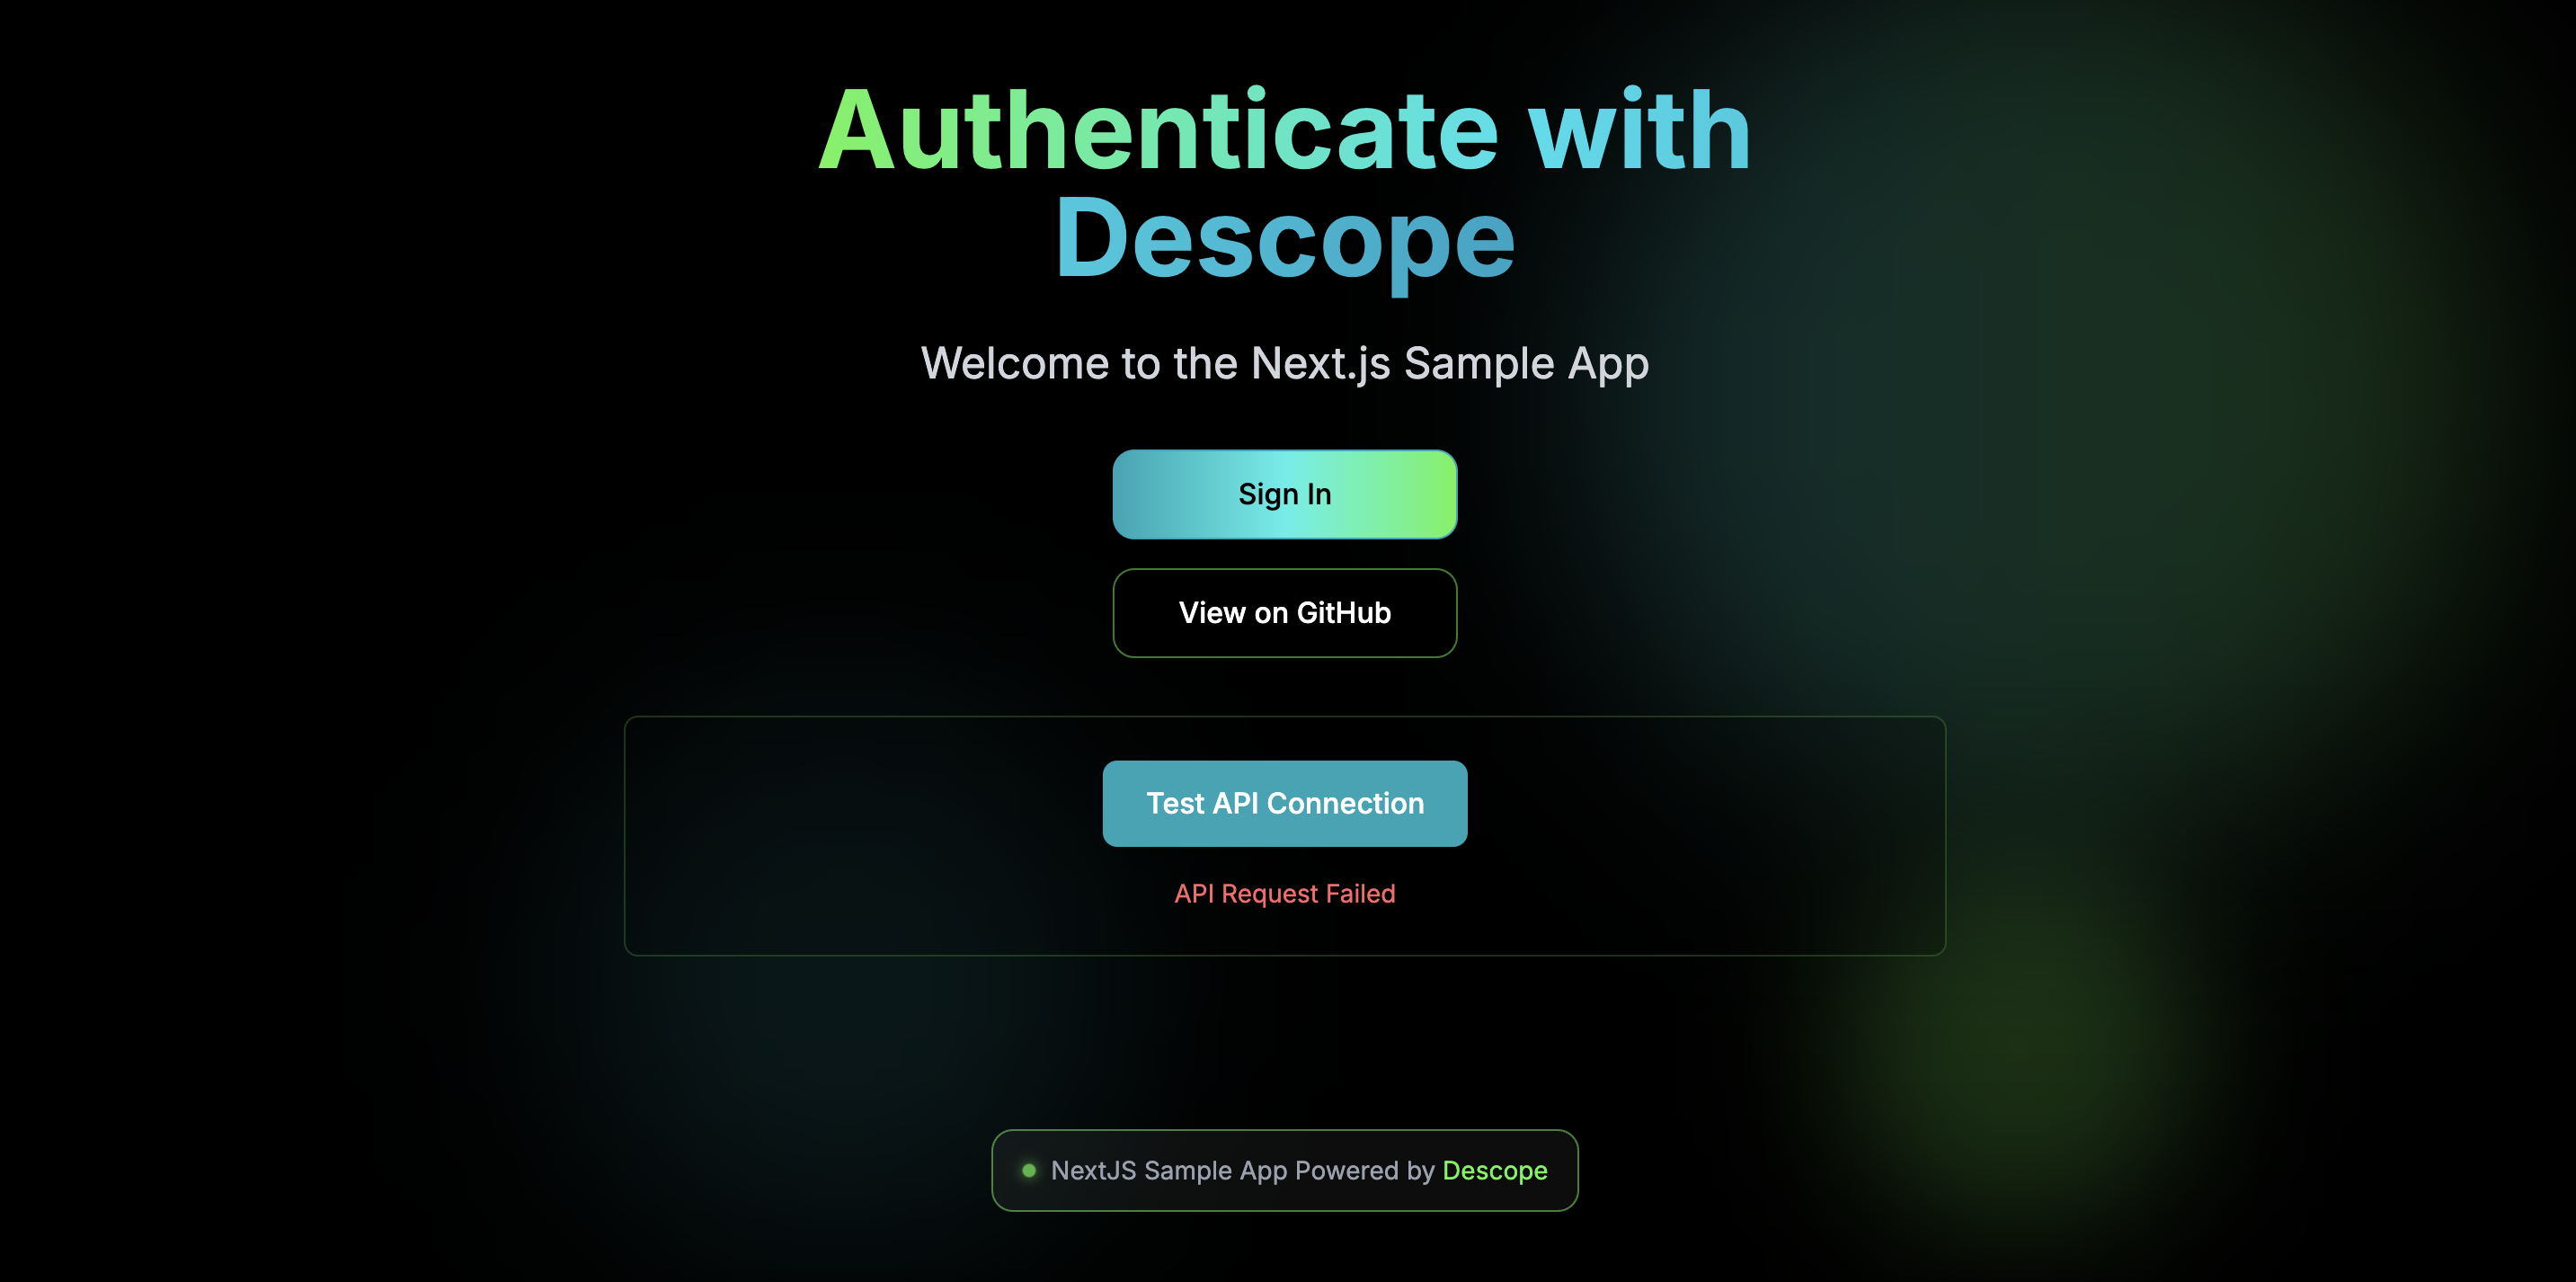 Authenticate with
Descope
Welcome to the Next.js Sample App
Sign In
View on GitHub
Test API Connection
API Request Failed
NextJS Sample App Powered by Descope